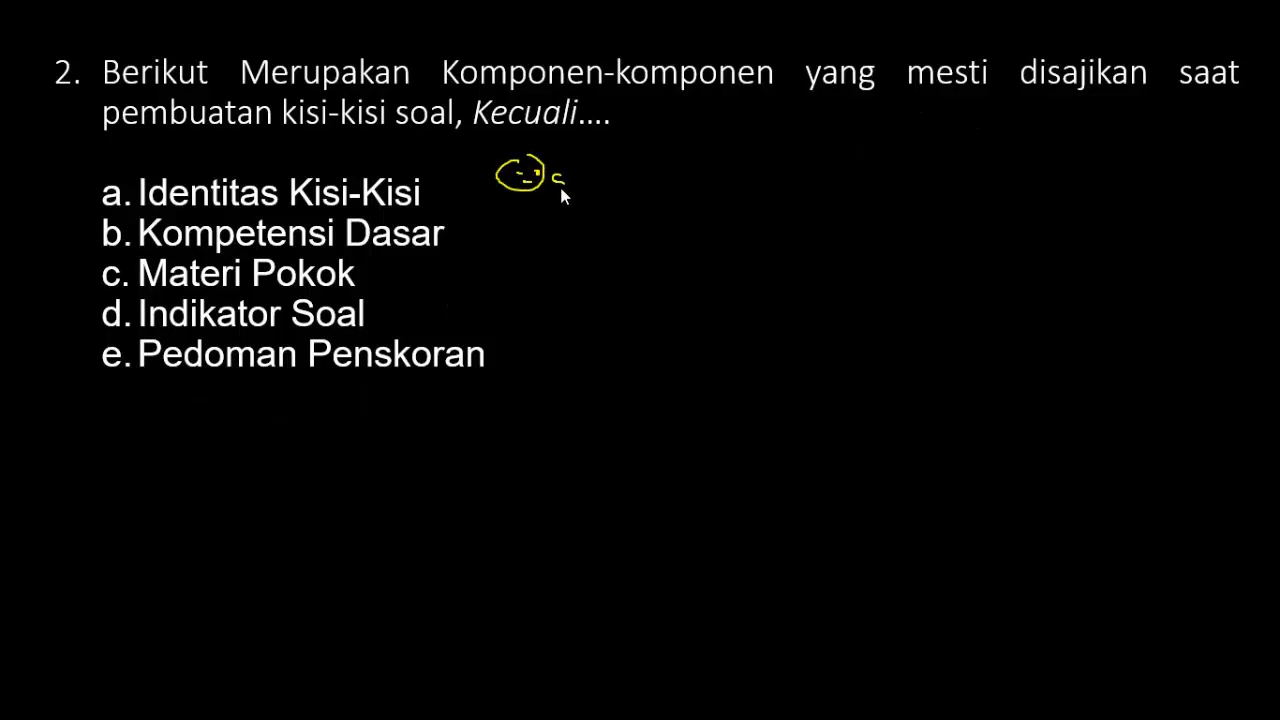 2. Berikut Merupakan Komponen-komponen yang mesti disajikan saat
pembuatan kisi-kisi soal, Kecuali....
a. Identitas Kisi-Kisi
b. Kompetensi Dasar
c. Materi Pokok
d. Indikator Soal
e. Pedoman Penskoran